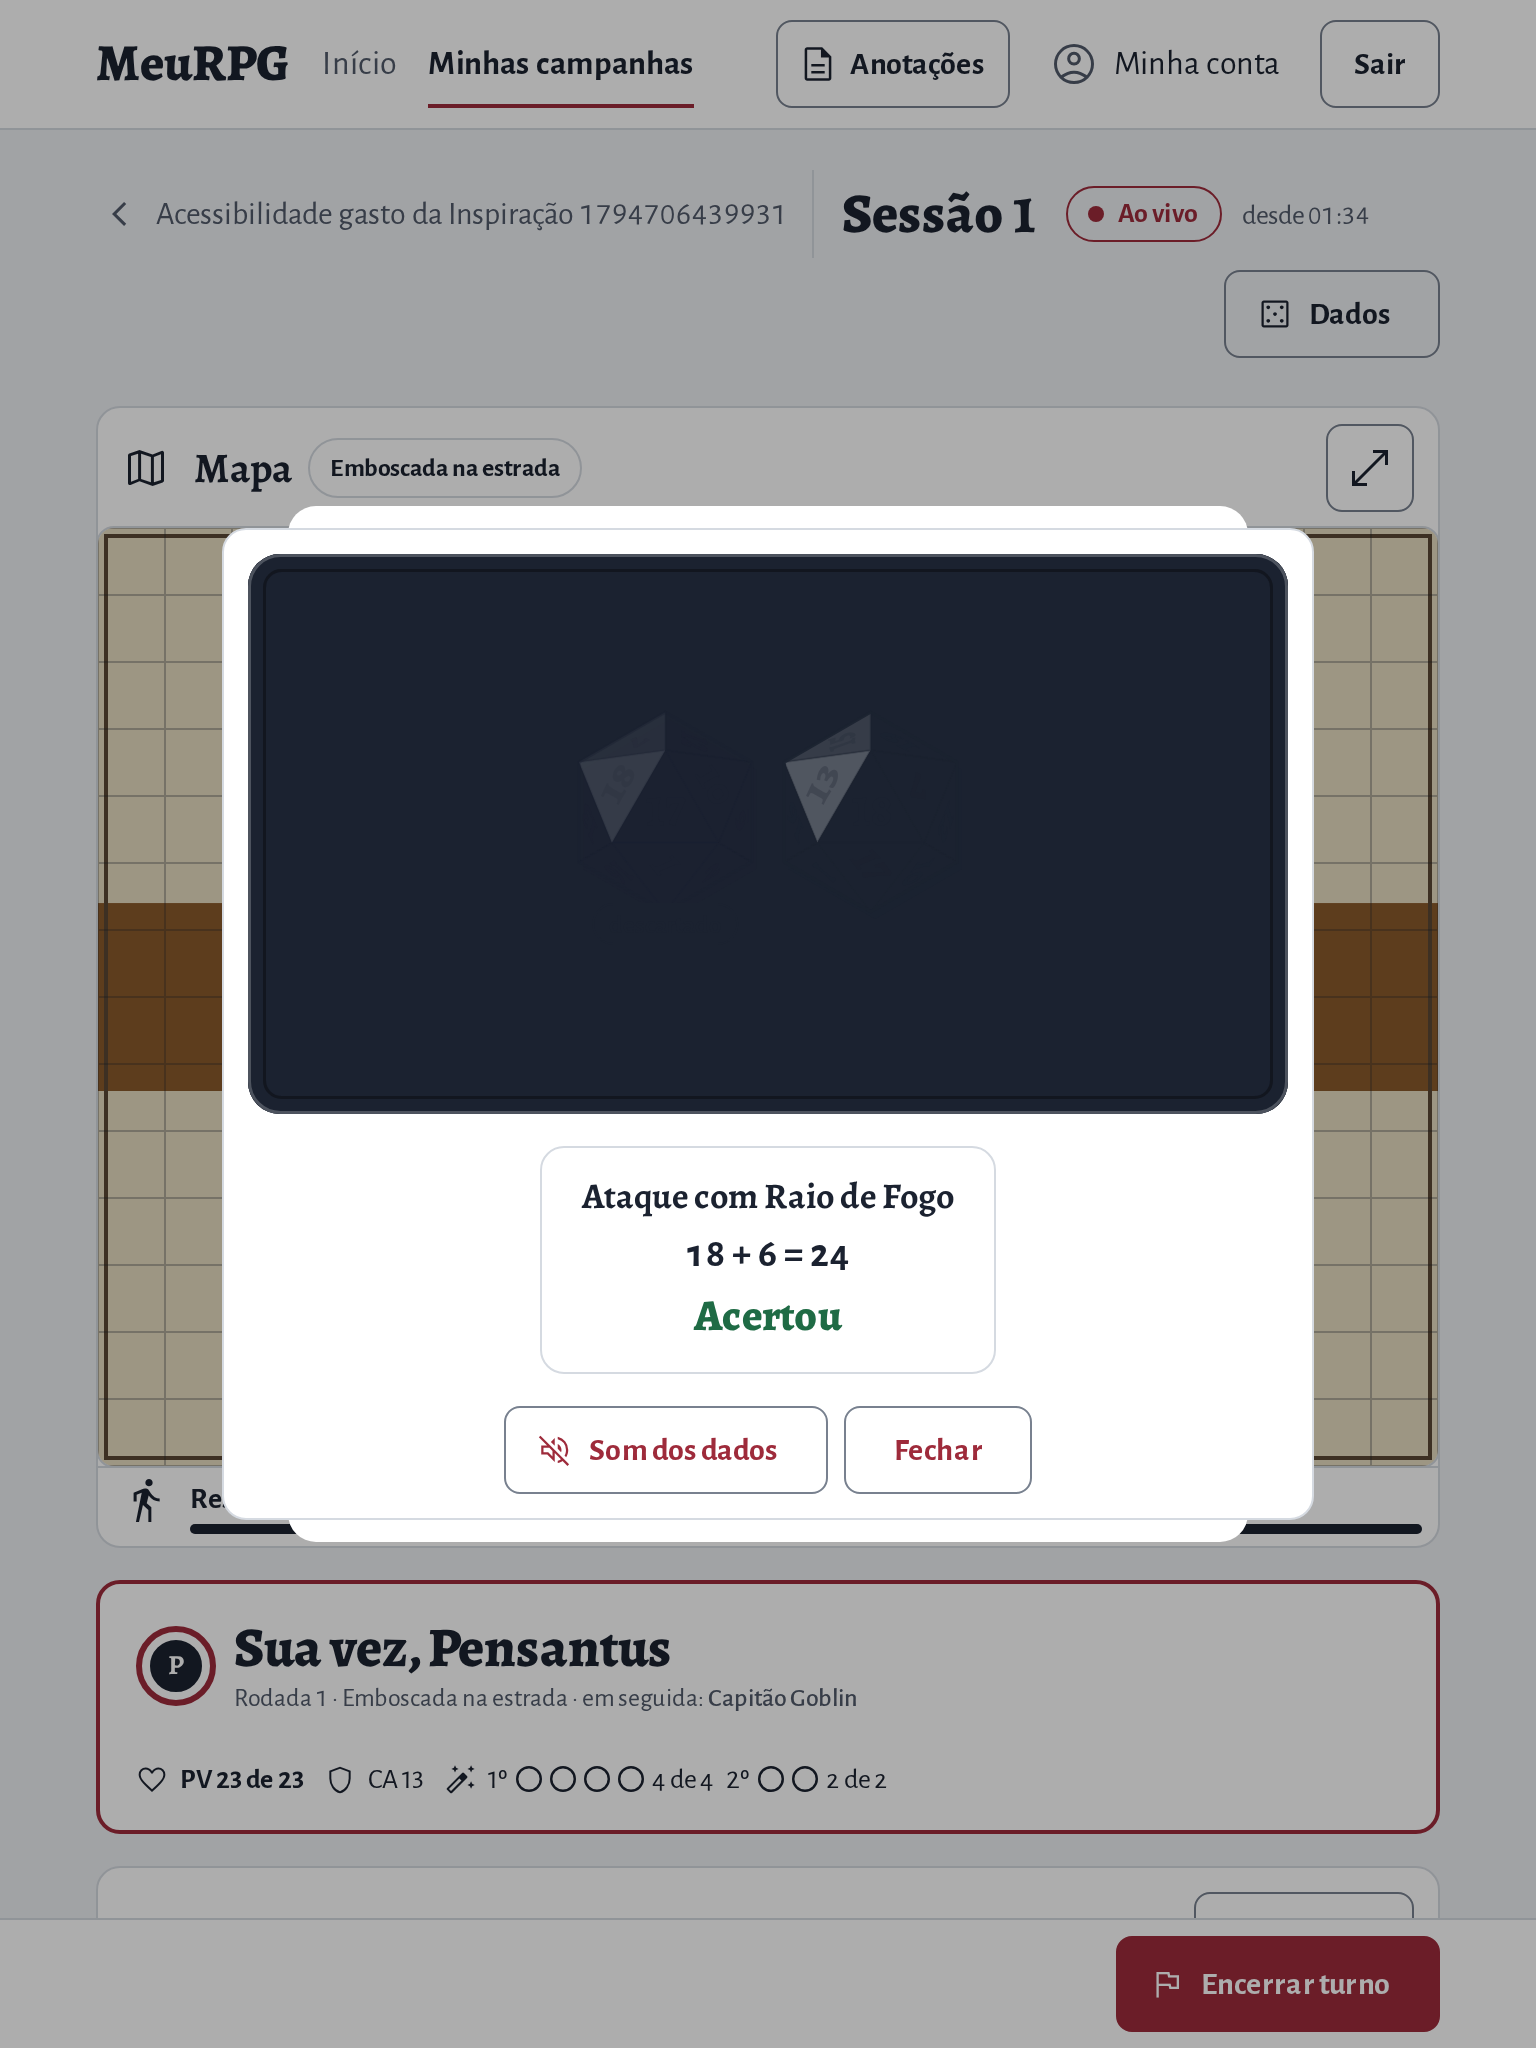 MeuRPG Início Minhas campanhas Anotações Minha conta Sair
Acessibilidade gasto da Inspiração 1794706439931 Sessão 1 Ao vivo desde 01:34
Dados
Mapa Emboscada na estrada
18 13
Ataque com Raio de Fogo
18 + 6 = 24
Acertou
Som dos dados Fechar
P Sua vez, Pensantus
Rodada 1 · Emboscada na estrada · em seguida: Capitão Goblin
PV 23 de 23 CA 13 1º 4 de 4 2º 2 de 2
Encerrar turno